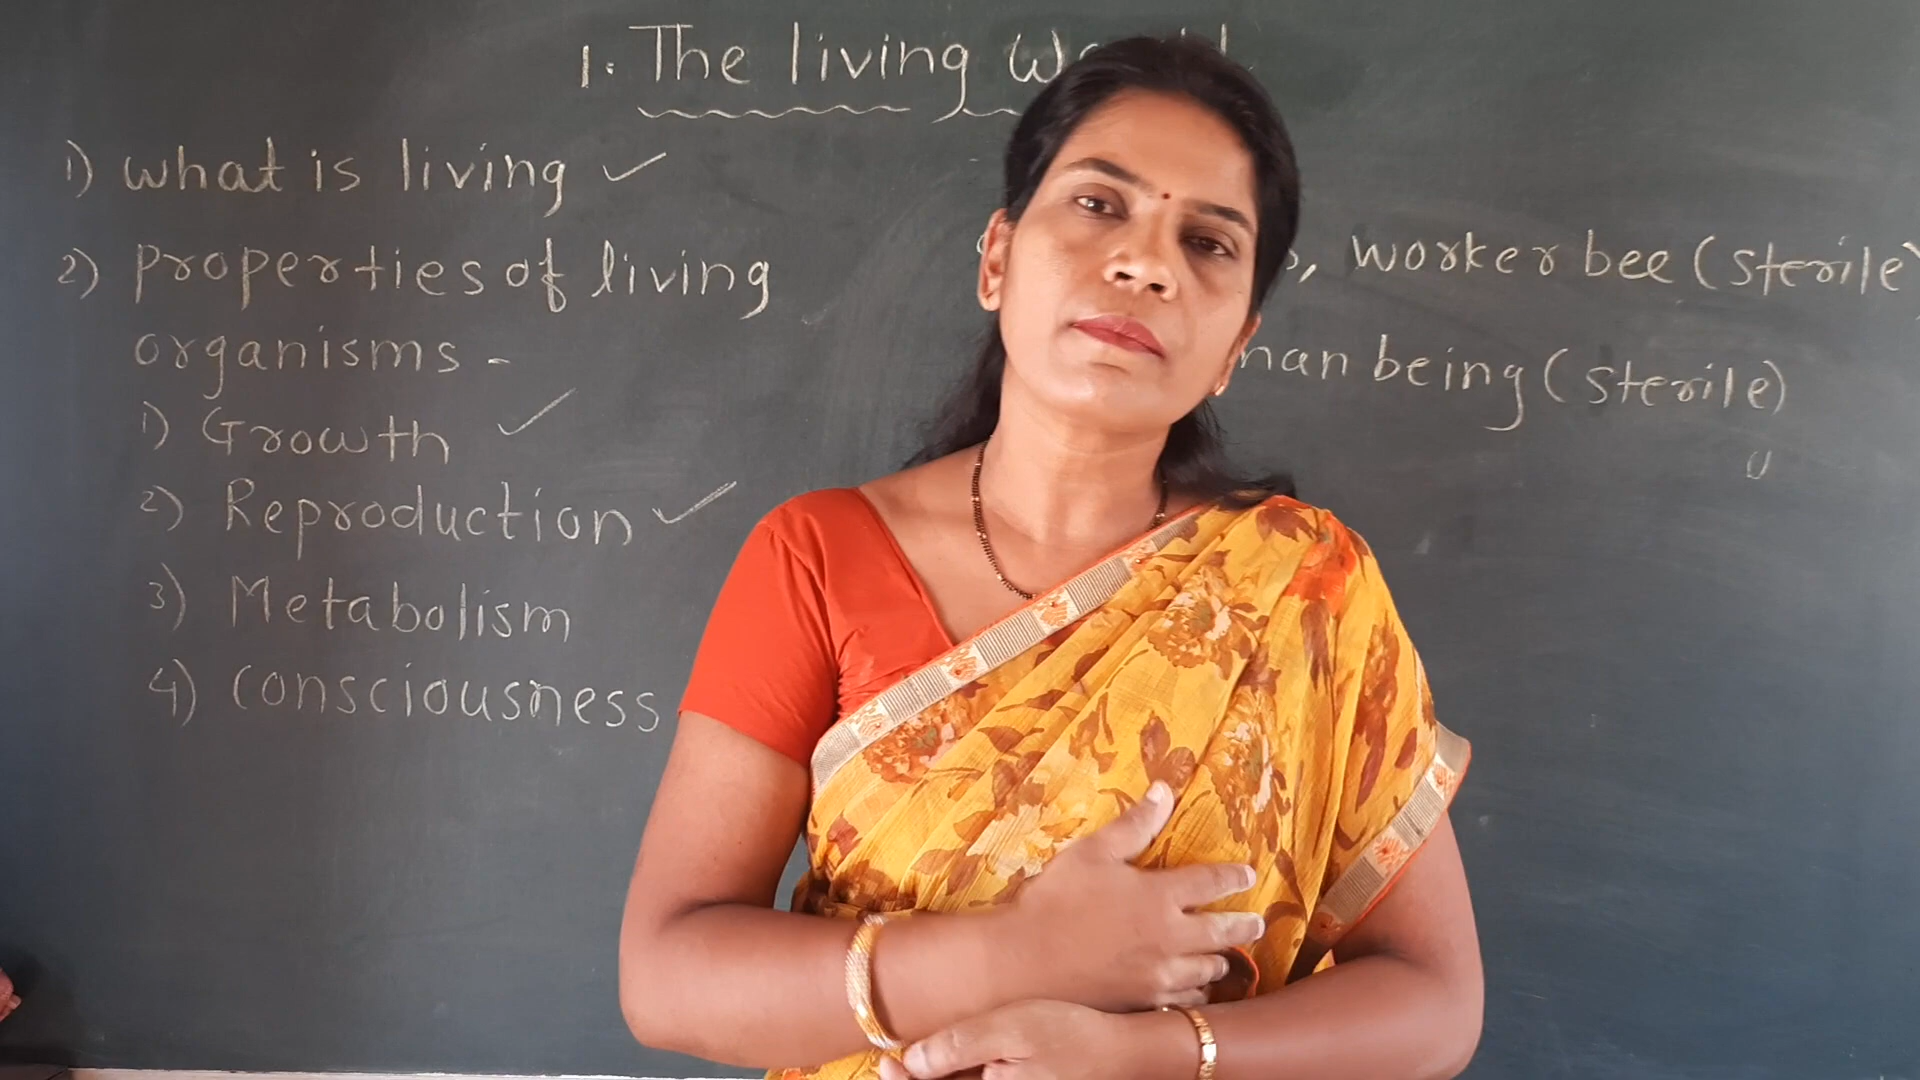 1. The living
1) what is living ✓
2) properties of living
organisms -
1) Growth ✓
2) Reproduction ✓
3) Metabolism
4) Consciousness
, worker bee (sterile)
being (sterile)